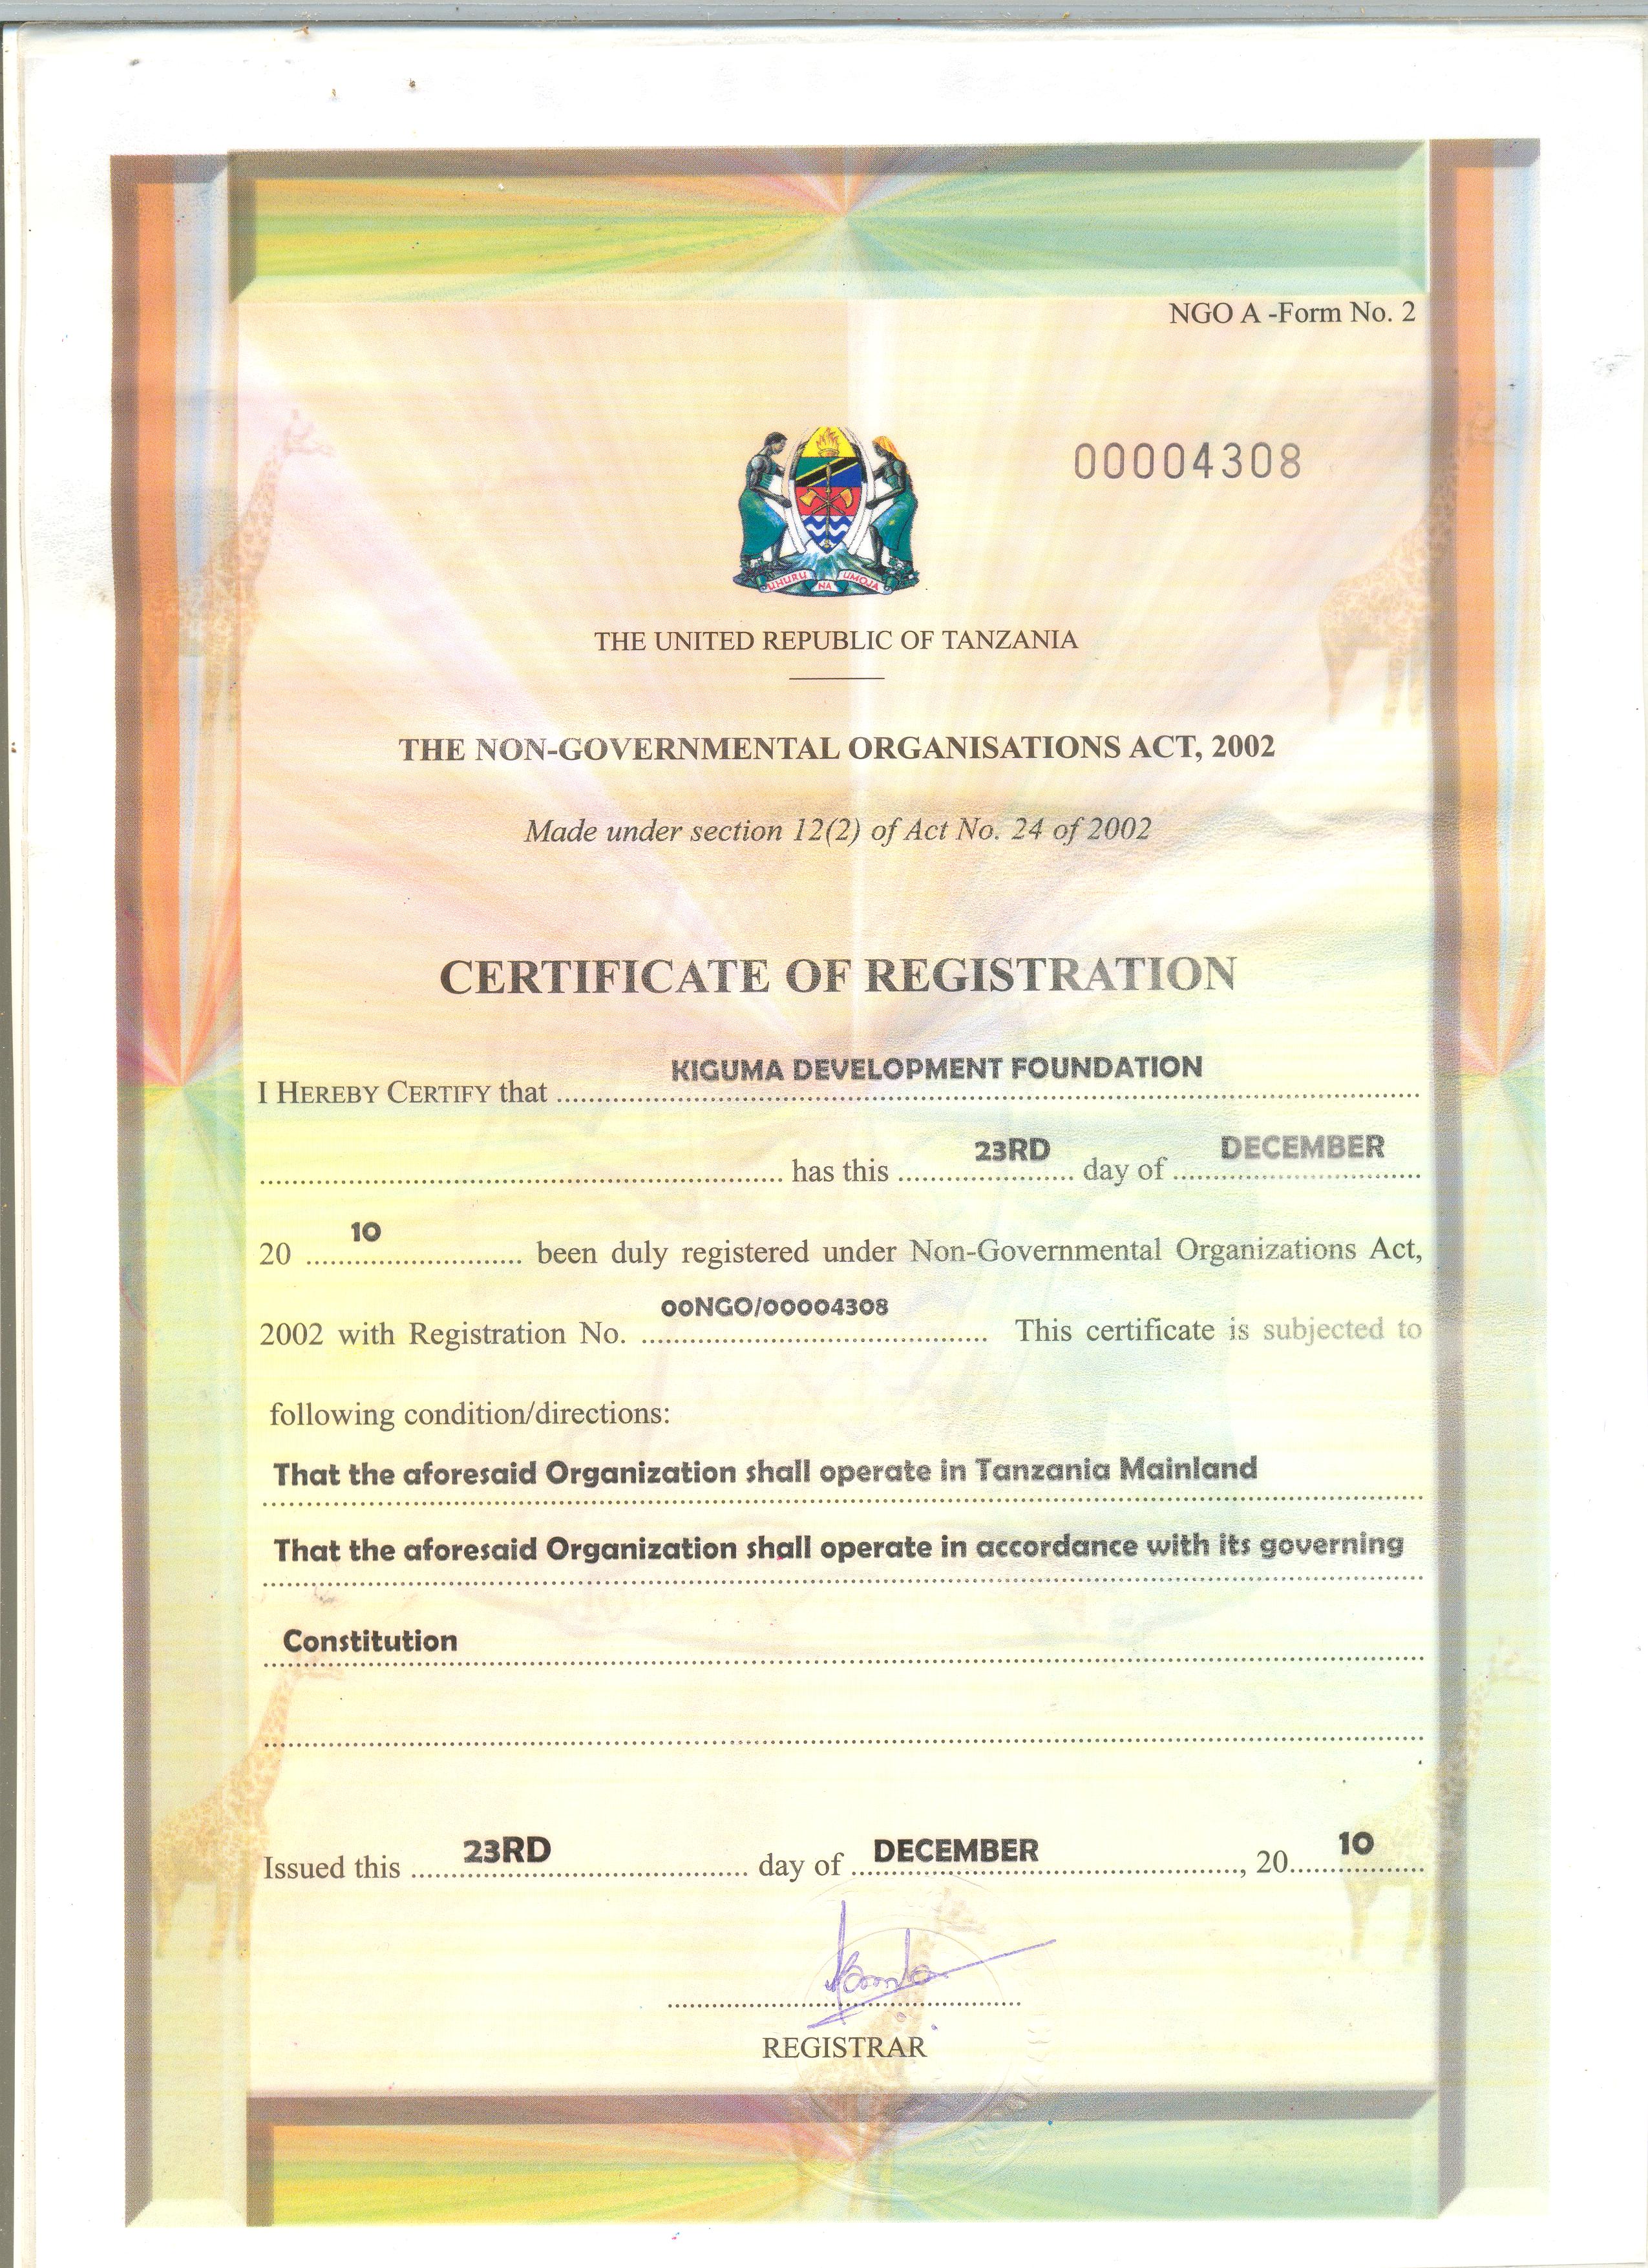 NGO A -Form No. 2
00004308
UHURU NA UMOJA
THE UNITED REPUBLIC OF TANZANIA
THE NON-GOVERNMENTAL ORGANISATIONS ACT, 2002
Made under section 12(2) of Act No. 24 of 2002
CERTIFICATE OF REGISTRATION
I HEREBY CERTIFY that KIGUMA DEVELOPMENT FOUNDATION
has this 23RD day of DECEMBER
20 10 been duly registered under Non-Governmental Organizations Act,
2002 with Registration No. 00NGO/00004308 This certificate is subjected to
following condition/directions:
That the aforesaid Organization shall operate in Tanzania Mainland
That the aforesaid Organization shall operate in accordance with its governing
Constitution
Issued this 23RD day of DECEMBER, 20 10
REGISTRAR